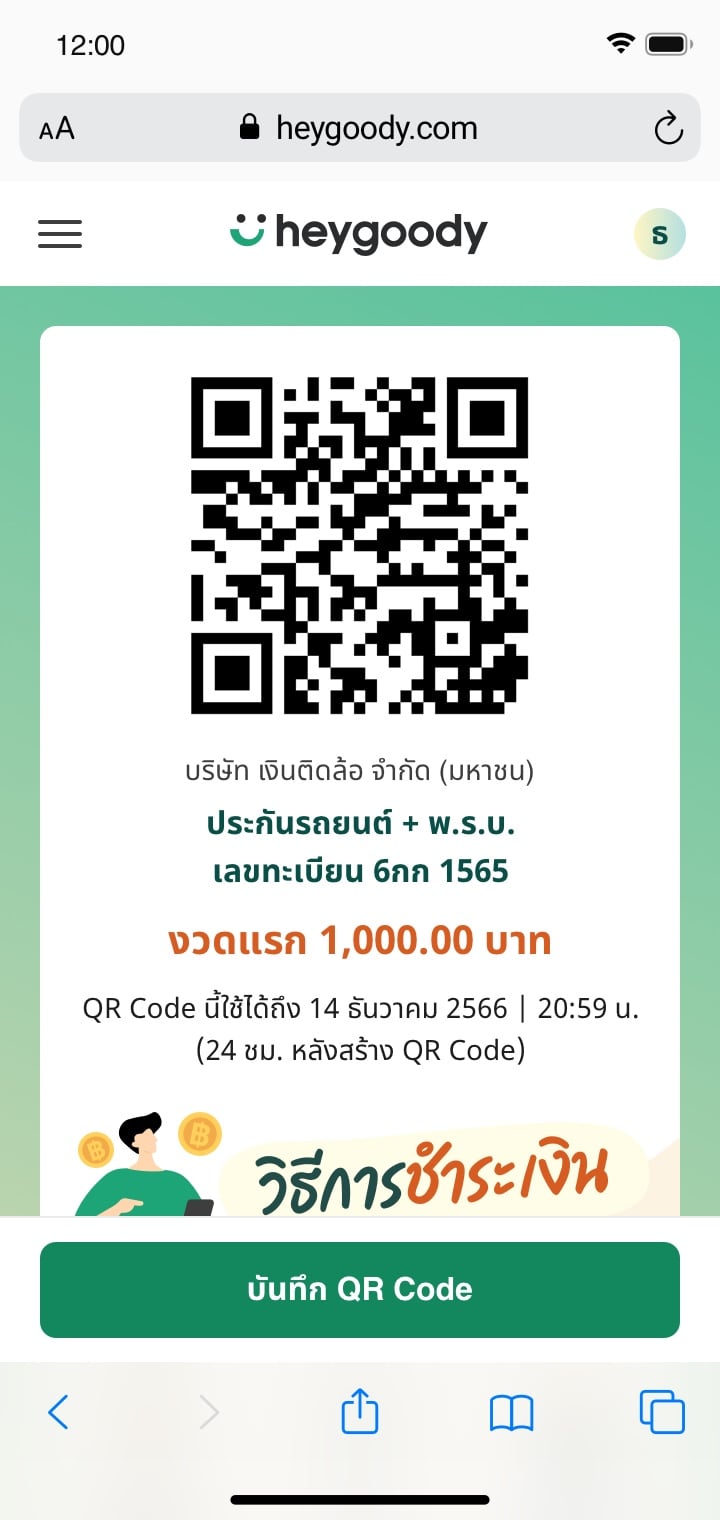 12:00
AA heygoody.com
heygoody ธ
บริษัท เงินติดล้อ จำกัด (มหาชน)
ประกันรถยนต์ + พ.ร.บ.
เลขทะเบียน 6กก 1565
งวดแรก 1,000.00 บาท
QR Code นี้ใช้ได้ถึง 14 ธันวาคม 2566 | 20:59 น.
(24 ชม. หลังสร้าง QR Code)
วิธีการชำระเงิน
บันทึก QR Code